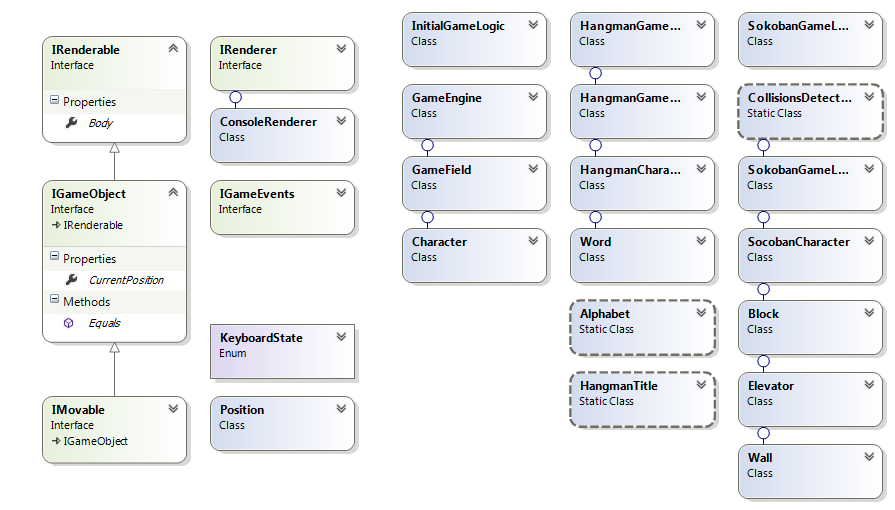 IRenderable
Interface
Properties
Body
IGameObject
Interface
IRenderable
Properties
CurrentPosition
Methods
Equals
IMovable
Interface
IGameObject
IRenderer
Interface
ConsoleRenderer
Class
IGameEvents
Interface
KeyboardState
Enum
Position
Class
InitialGameLogic
Class
GameEngine
Class
GameField
Class
Character
Class
HangmanGame...
Class
HangmanGame...
Class
HangmanChara...
Class
Word
Class
Alphabet
Static Class
HangmanTitle
Static Class
SokobanGameL...
Class
CollisionsDetect...
Static Class
SokobanGameL...
Class
SocobanCharacter
Class
Block
Class
Elevator
Class
Wall
Class